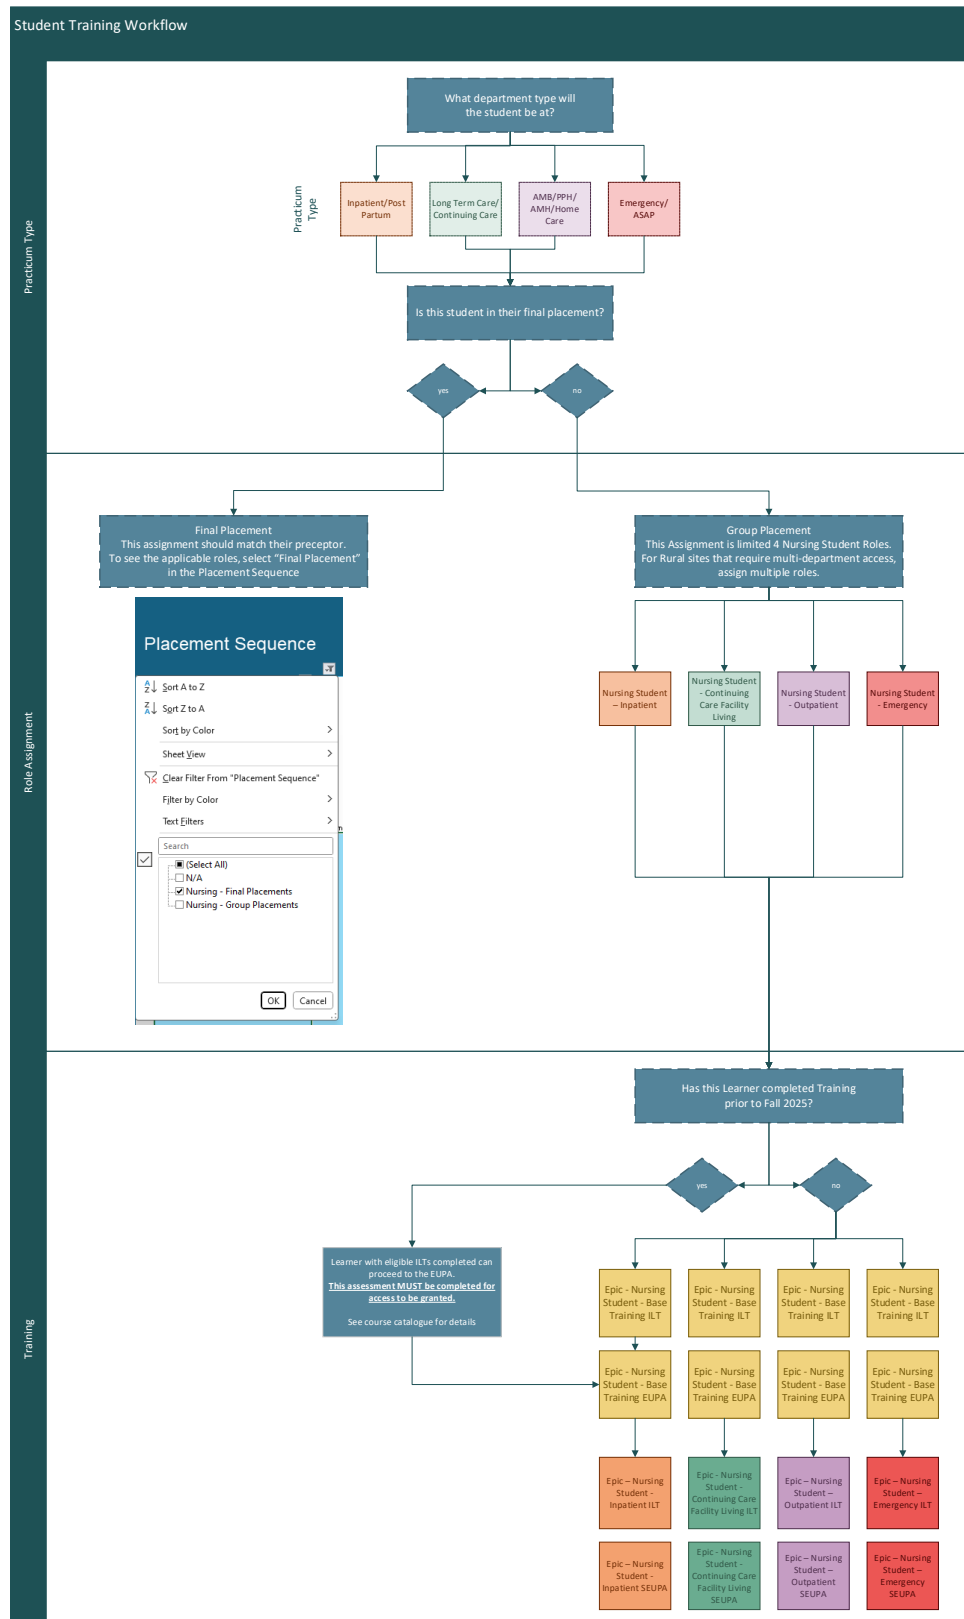 Student Training Workflow
Practicum Type
What department type will
the student be at?
Practicum
Type
Inpatient/Post
Partum
Long Term Care/
Continuing Care
AMB/PPH/
AMH/Home
Care
Emergency/
ASAP
Is this student in their final placement?
yes
no
Role Assignment
Final Placement
This assignment should match their preceptor.
To see the applicable roles, select “Final Placement”
in the Placement Sequence
Group Placement
This Assignment is limited 4 Nursing Student Roles.
For Rural sites that require multi-department access,
assign multiple roles.
Placement Sequence
Sort A to Z
Sort Z to A
Sort by Color
Sheet View
Clear Filter From "Placement Sequence"
Filter by Color
Text Filters
Search
(Select All)
N/A
Nursing - Final Placements
Nursing - Group Placements
OK
Cancel
Nursing Student
– Inpatient
Nursing Student
- Continuing
Care Facility
Living
Nursing Student
- Outpatient
Nursing Student
- Emergency
Training
Has this Learner completed Training
prior to Fall 2025?
yes
no
Learner with eligible ILTs completed can
proceed to the EUPA.
This assessment MUST be completed for
access to be granted.
See course catalogue for details
Epic - Nursing
Student - Base
Training ILT
Epic - Nursing
Student - Base
Training ILT
Epic - Nursing
Student - Base
Training ILT
Epic - Nursing
Student - Base
Training ILT
Epic - Nursing
Student - Base
Training EUPA
Epic - Nursing
Student - Base
Training EUPA
Epic - Nursing
Student - Base
Training EUPA
Epic - Nursing
Student - Base
Training EUPA
Epic – Nursing
Student -
Inpatient ILT
Epic - Nursing
Student -
Continuing Care
Facility Living ILT
Epic – Nursing
Student –
Outpatient ILT
Epic – Nursing
Student –
Emergency ILT
Epic – Nursing
Student -
Inpatient SEUPA
Epic - Nursing
Student -
Continuing Care
Facility Living
SEUPA
Epic – Nursing
Student –
Outpatient
SEUPA
Epic – Nursing
Student –
Emergency
SEUPA